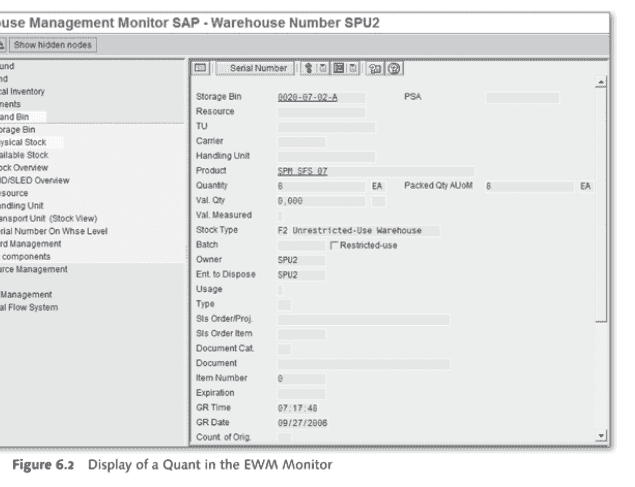 use Management Monitor SAP - Warehouse Number SPU2
Show hidden nodes
und
nd
cal Inventory
ments
and Bin
orage Bin
ysical Stock
ailable Stock
ock Overview
ID/SLED Overview
source
ndling Unit
ansport Unit (Stock View)
rial Number On Whse Level
rd Management
components
urce Management
Management
al Flow System
Serial Number
Storage Bin 0020-07-02-A PSA
Resource
TU
Carrier
Handling Unit
Product SPM_SFS_07
Quantity EA Packed Qty AUoM EA
Val. Qty 0,000
Val. Measured
Stock Type F2 Unrestricted-Use Warehouse
Batch Restricted-use
Owner SPU2
Ent. to Dispose SPU2
Usage
Type
Sls Order/Proj.
Sls Order Item
Document Cat.
Document
Item Number 0
Expiration
GR Time 07:17:48
GR Date 09/27/2006
Count. of Orig.
Figure 6.2 Display of a Quant in the EWM Monitor